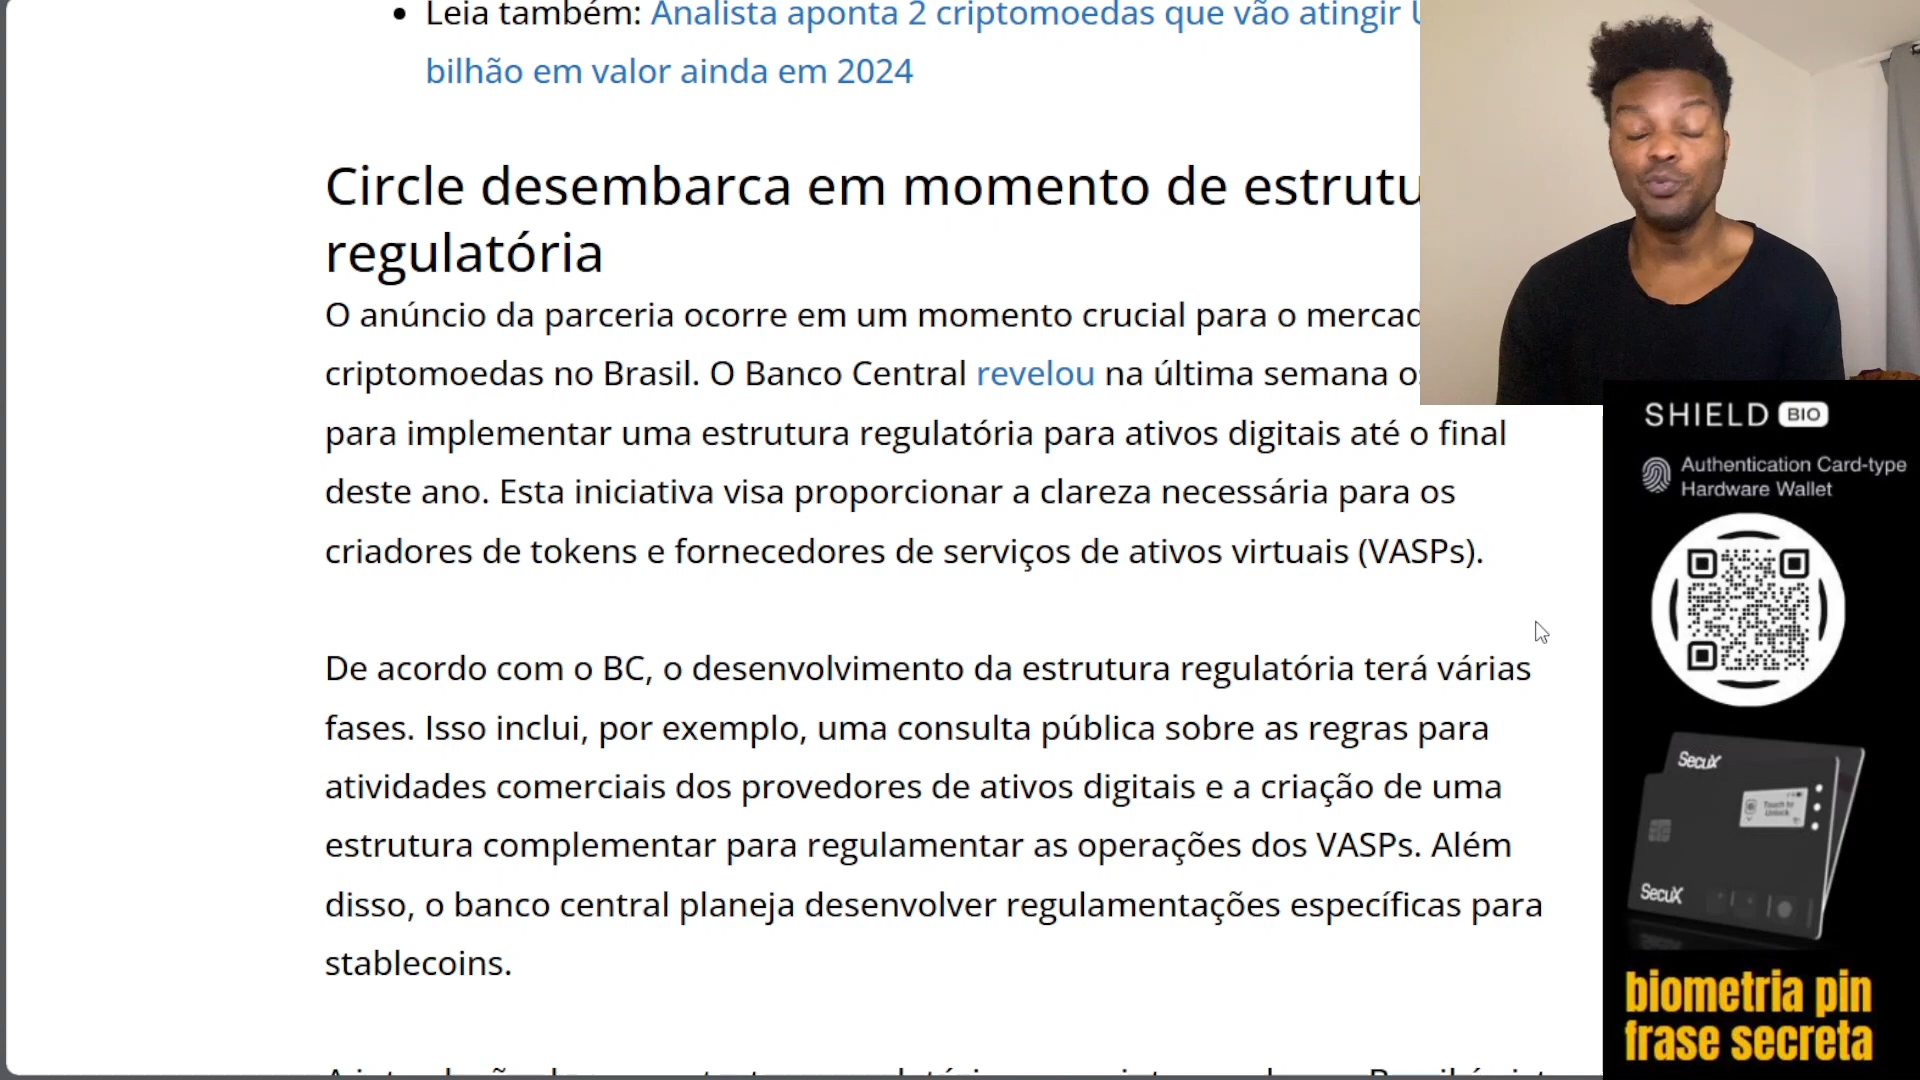 Leia também: Analista aponta 2 criptomoedas que vão atingir
bilhão em valor ainda em 2024
Circle desembarca em momento de estrutu
regulatória
O anúncio da parceria ocorre em um momento crucial para o mercad
criptomoedas no Brasil. O Banco Central revelou na última semana os
para implementar uma estrutura regulatória para ativos digitais até o final
deste ano. Esta iniciativa visa proporcionar a clareza necessária para os
criadores de tokens e fornecedores de serviços de ativos virtuais (VASPs).
De acordo com o BC, o desenvolvimento da estrutura regulatória terá várias
fases. Isso inclui, por exemplo, uma consulta pública sobre as regras para
atividades comerciais dos provedores de ativos digitais e a criação de uma
estrutura complementar para regulamentar as operações dos VASPs. Além
disso, o banco central planeja desenvolver regulamentações específicas para
stablecoins.
SHIELD BIO
Authentication Card-type
Hardware Wallet
SecuX
Touch to
Unlock
SecuX
biometria pin
frase secreta